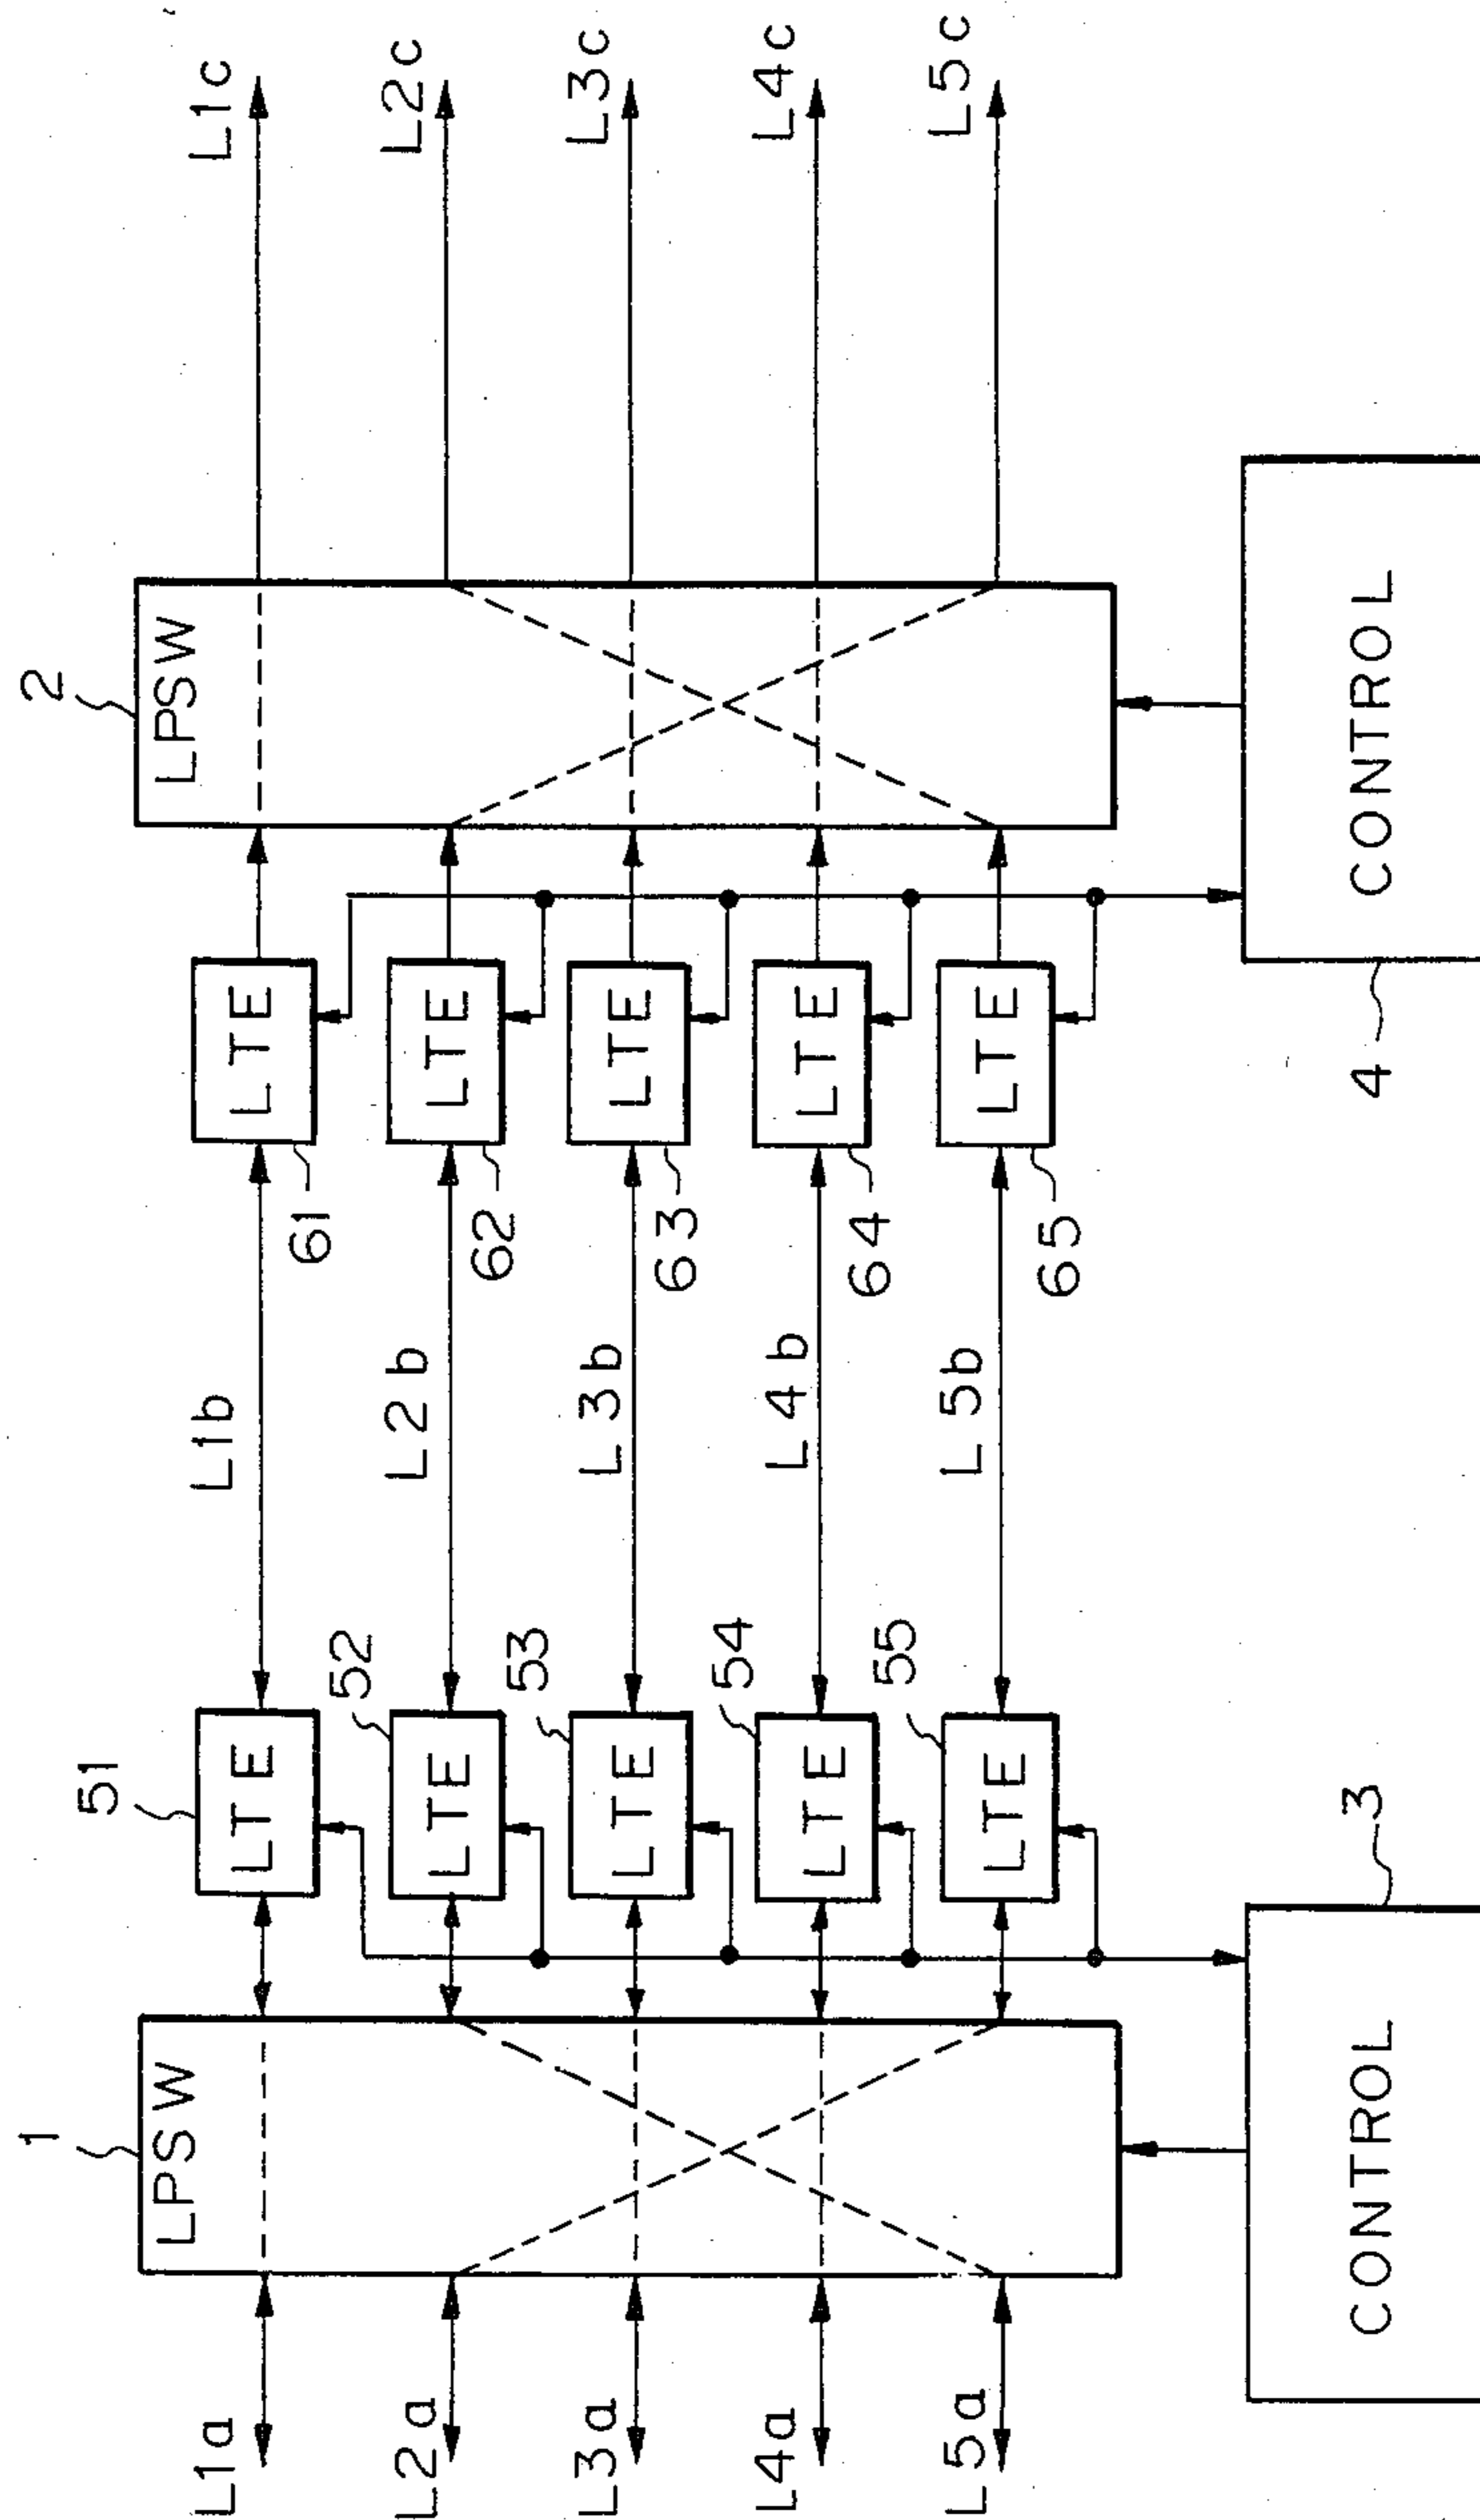 1
2
LPSW
LPSW
51
L1a
LTE
L1b
LTE
L1c
61
52
L2a
LTE
L2b
LTE
L2c
62
53
L3a
LTE
L3b
LTE
L3c
63
54
L4a
LTE
L4b
LTE
L4c
64
55
L5a
LTE
L5b
LTE
L5c
65
3
4
CONTROL
CONTROL